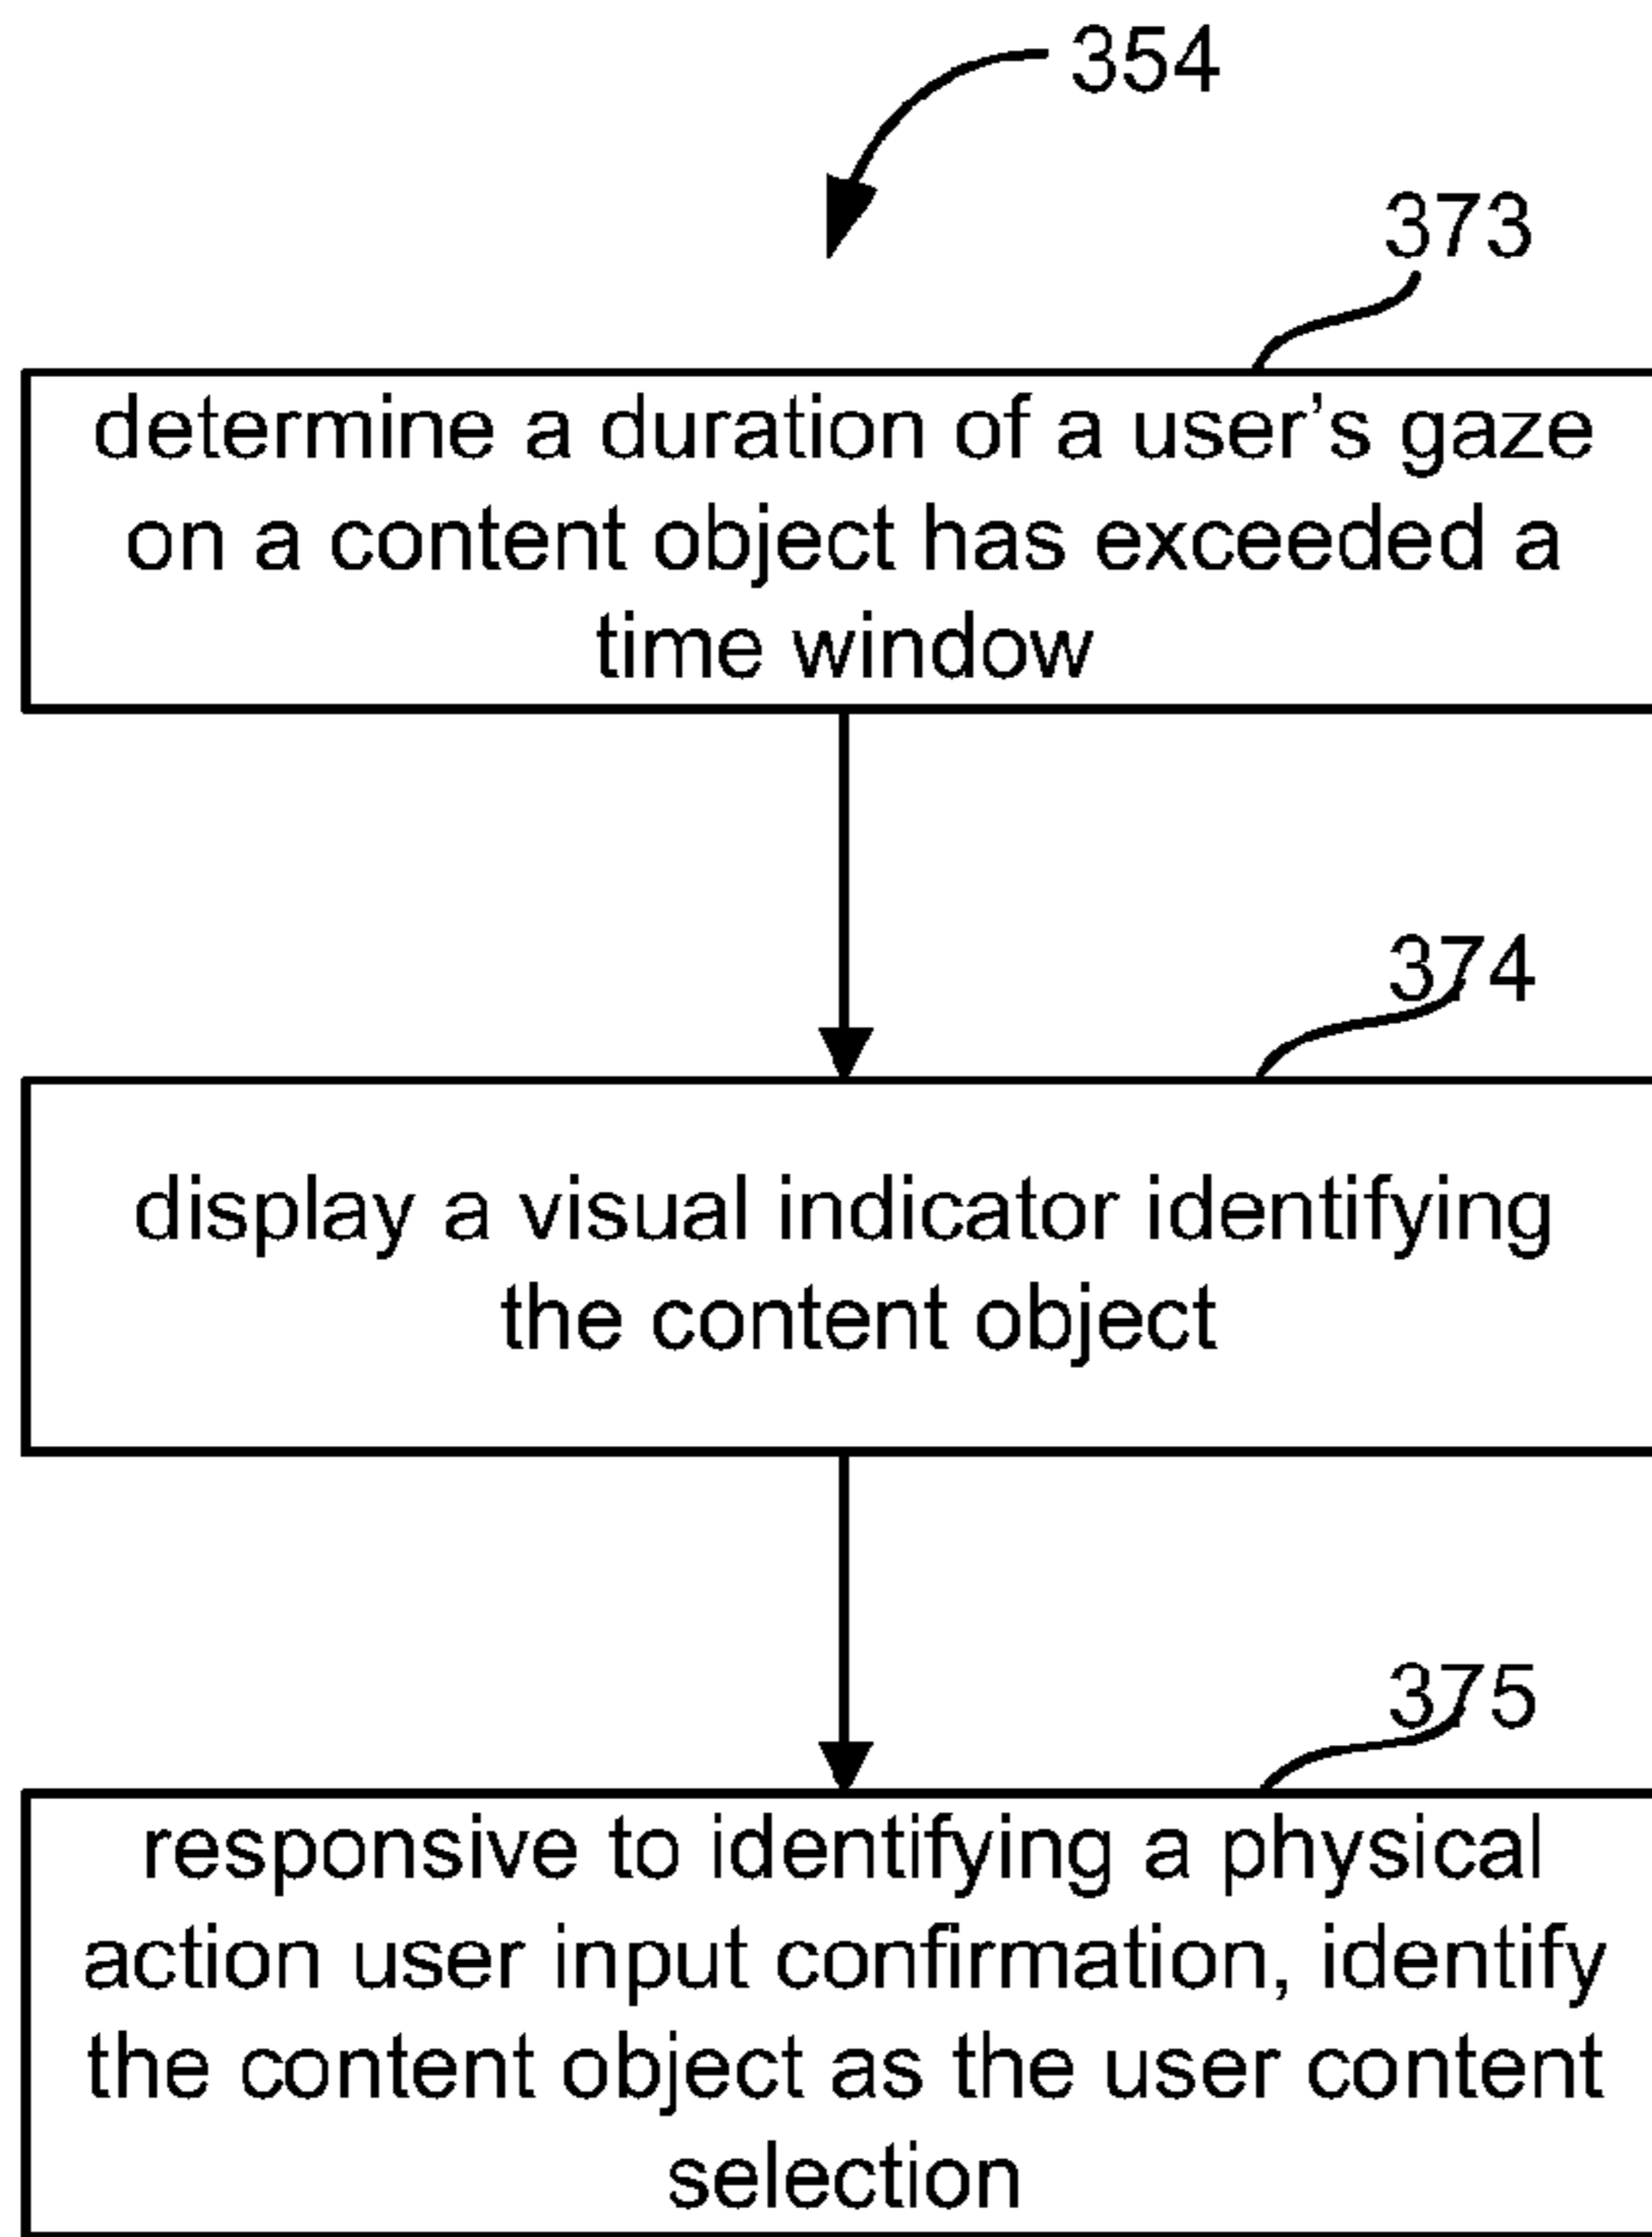 354
373
determine a duration of a user’s gaze
on a content object has exceeded a
time window
374
display a visual indicator identifying
the content object
375
responsive to identifying a physical
action user input confirmation, identify
the content object as the user content
selection